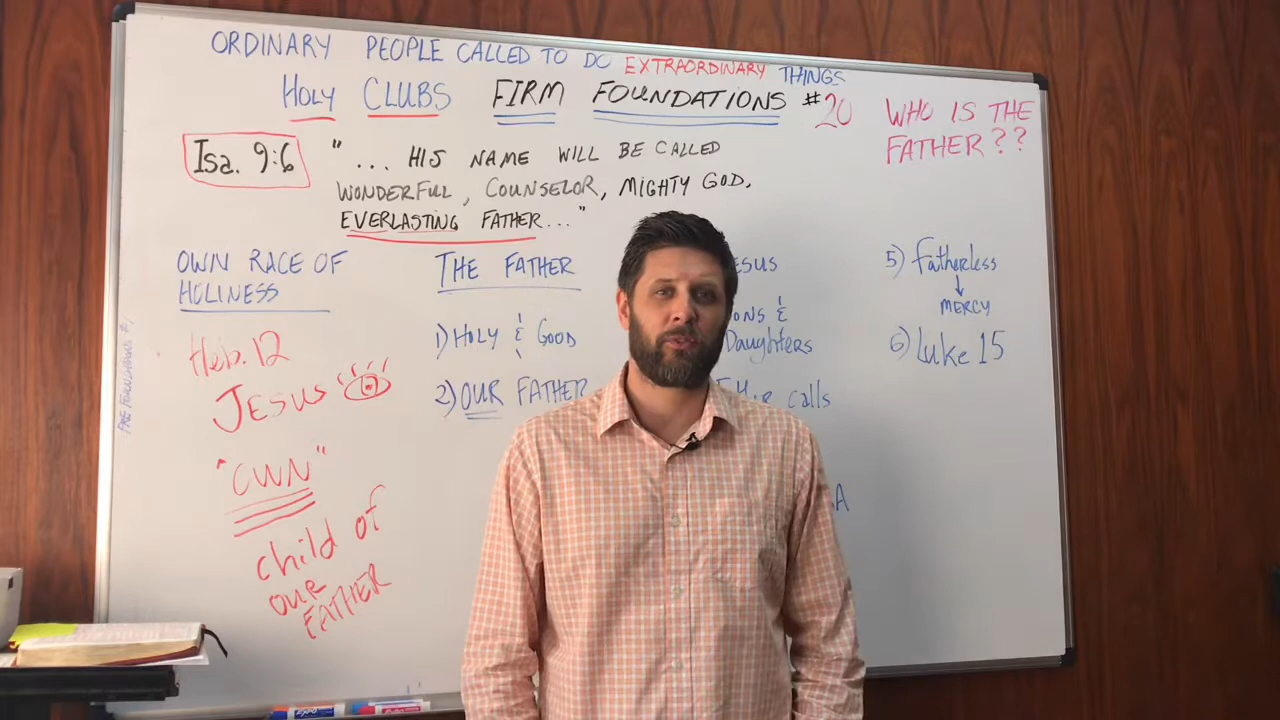 ORDINARY PEOPLE CALLED TO DO EXTRAORDINARY THINGS
HOLY CLUBS FIRM FOUNDATIONS #20
WHO IS THE
FATHER??
Isa. 9:6
"... HIS NAME WILL BE CALLED
WONDERFUL, COUNSELOR, MIGHTY GOD,
EVERLASTING FATHER..."
OWN RACE OF
HOLINESS
Heb. 12
JESUS
"OWN"
child of
our
FATHER
THE FATHER
1) HOLY & GOOD
2) OUR FATHER
&
Daughters
calls
5) Fatherless
↓
MERCY
6) Luke 15
EXPO